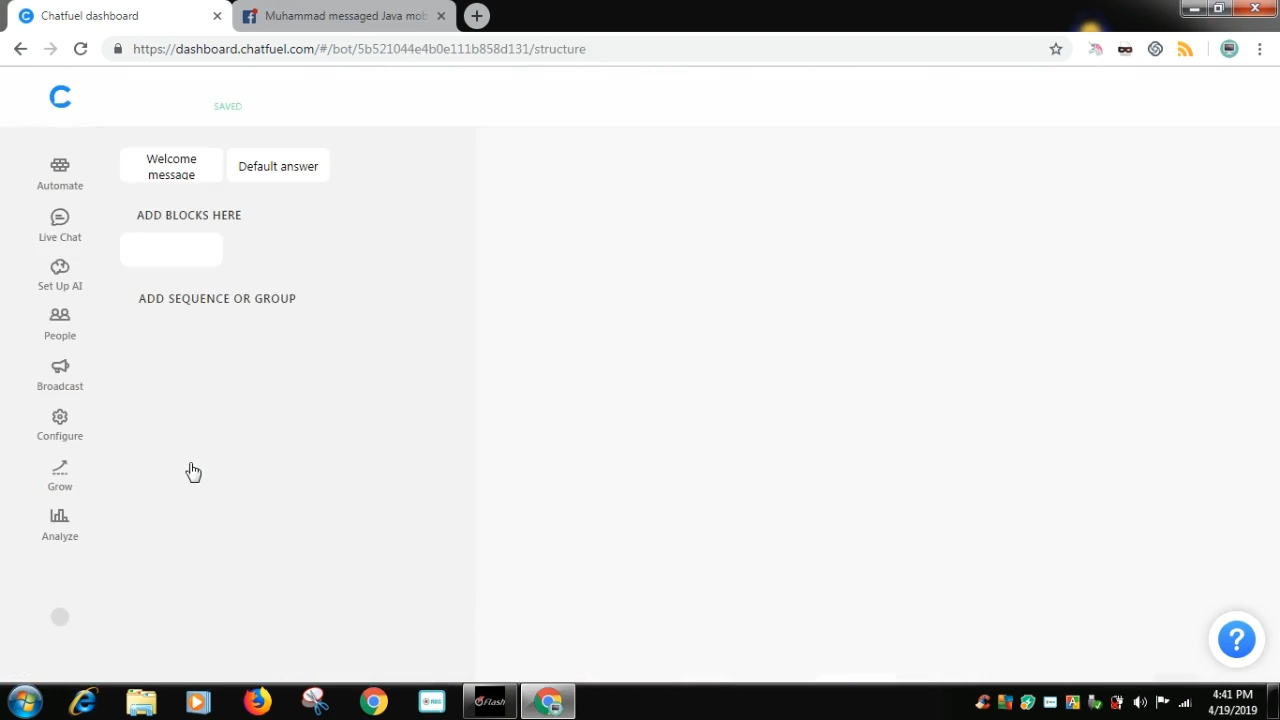 Chatfuel dashboard
Muhammad messaged Java mob
https://dashboard.chatfuel.com/#/bot/5b521044e4b0e111b858d131/structure
SAVED
Welcome
message
Default answer
Automate
ADD BLOCKS HERE
Live Chat
Set Up AI
ADD SEQUENCE OR GROUP
People
Broadcast
Configure
Grow
Analyze
?
Flash
4:41 PM
4/19/2019